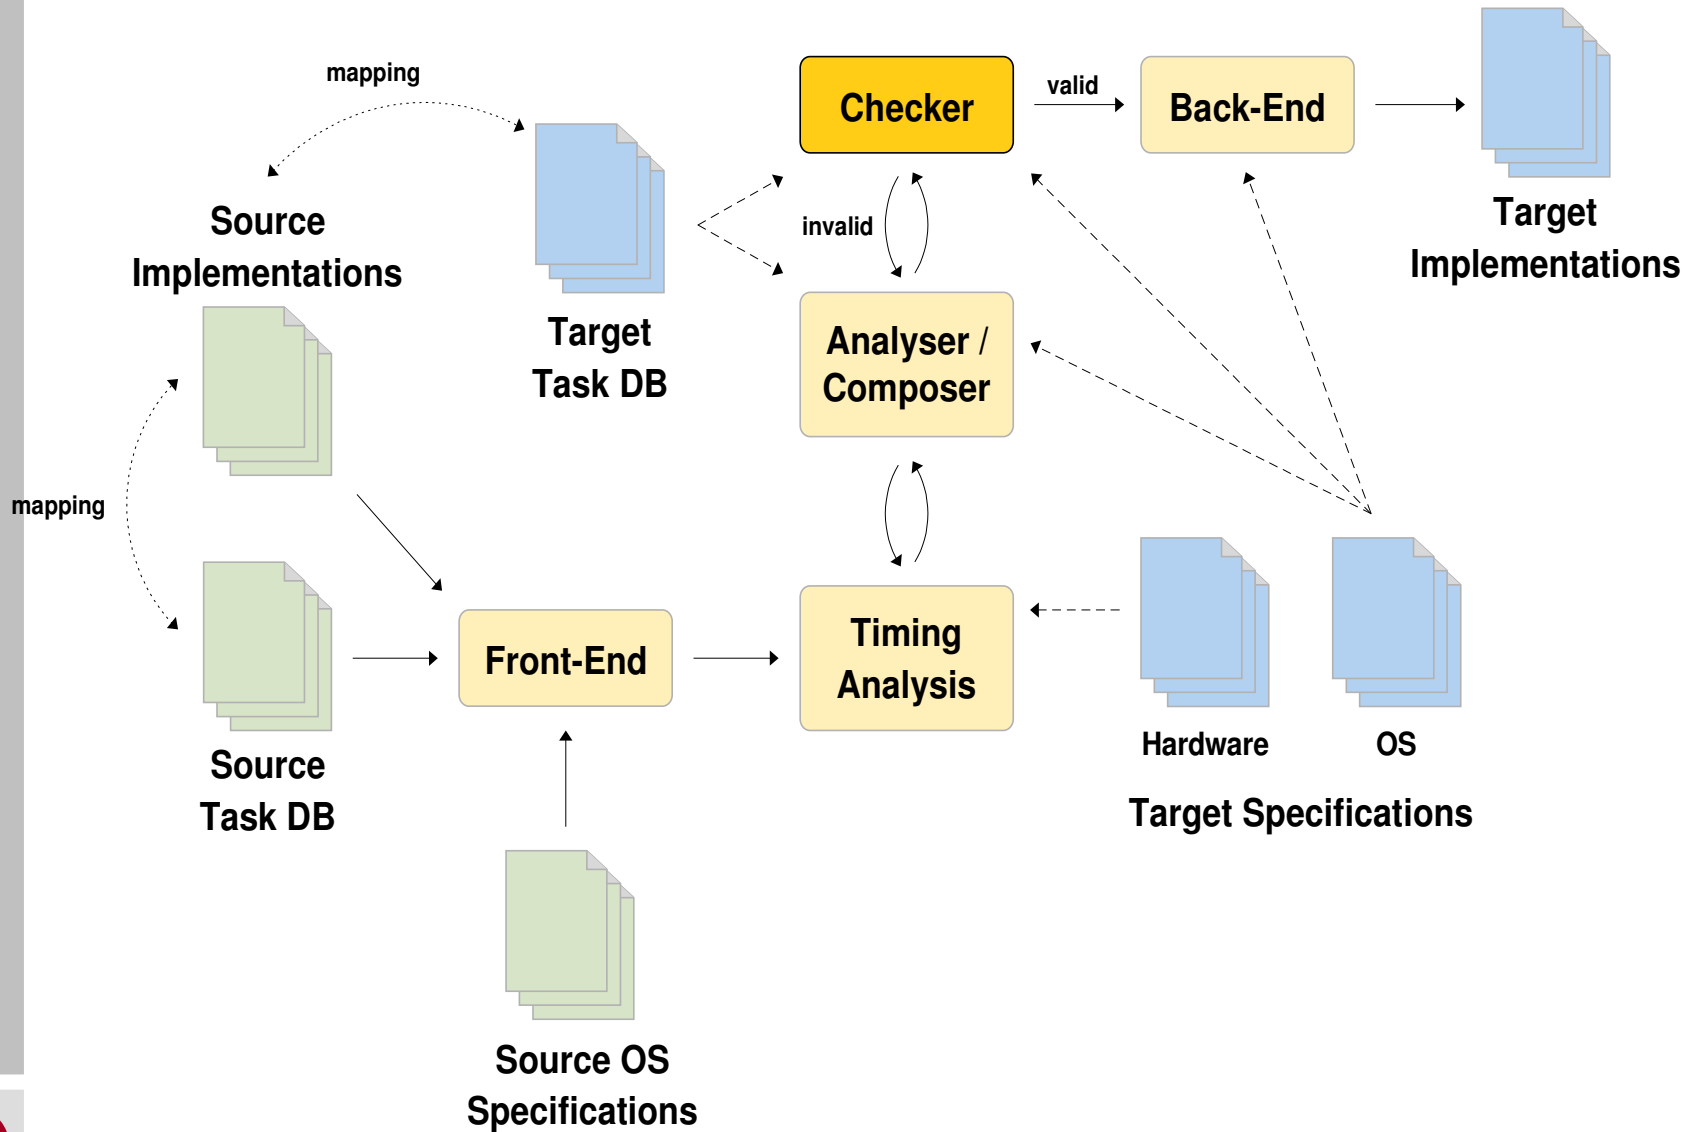 mapping
Checker
valid
Back-End
Source
Implementations
invalid
Target
Implementations
Target
Task DB
Analyser /
Composer
mapping
Front-End
Timing
Analysis
Hardware
OS
Source
Task DB
Target Specifications
Source OS
Specifications